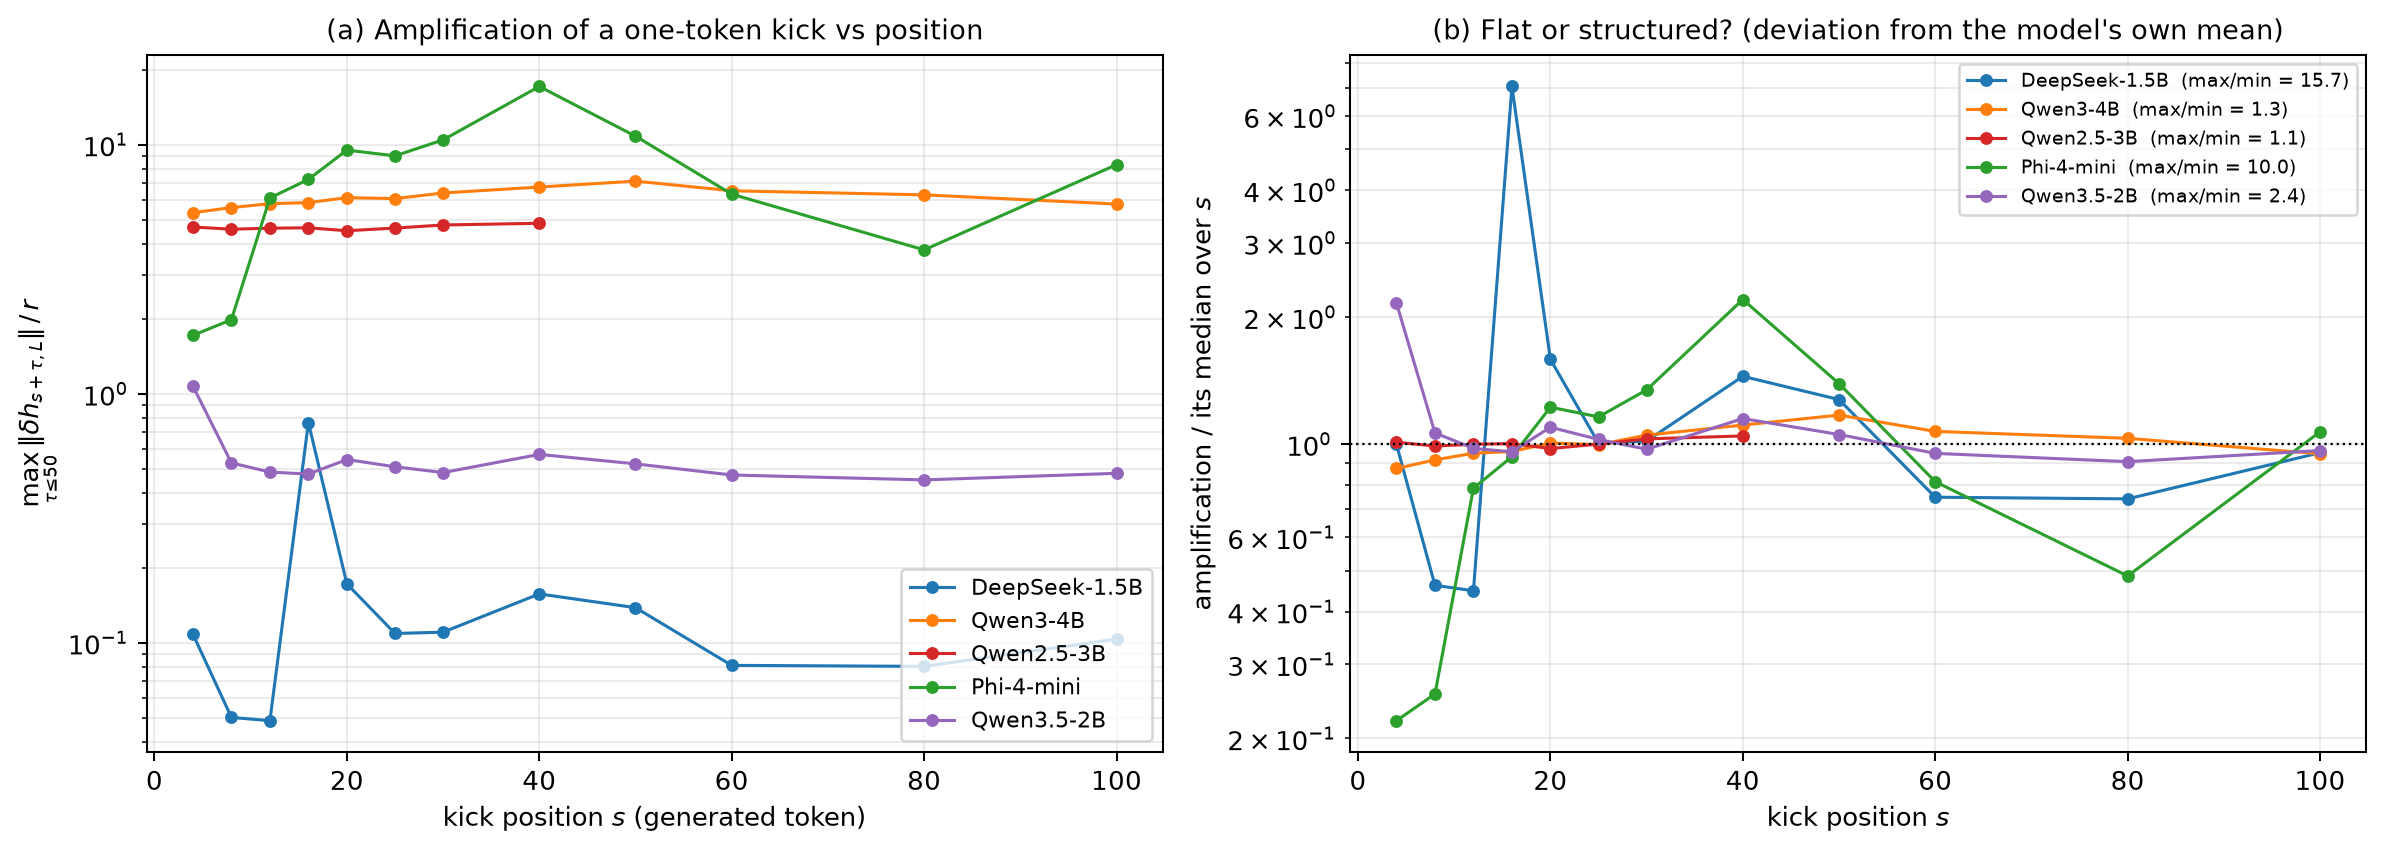 (a) Amplification of a one-token kick vs position
max ‖δh_{s+τ,L}‖ / r
τ≤50
10¹
10⁰
10⁻¹
0 20 40 60 80 100
kick position s (generated token)
DeepSeek-1.5B
Qwen3-4B
Qwen2.5-3B
Phi-4-mini
Qwen3.5-2B
(b) Flat or structured? (deviation from the model's own mean)
amplification / its median over s
6 × 10⁰
4 × 10⁰
3 × 10⁰
2 × 10⁰
10⁰
6 × 10⁻¹
4 × 10⁻¹
3 × 10⁻¹
2 × 10⁻¹
0 20 40 60 80 100
kick position s
DeepSeek-1.5B (max/min = 15.7)
Qwen3-4B (max/min = 1.3)
Qwen2.5-3B (max/min = 1.1)
Phi-4-mini (max/min = 10.0)
Qwen3.5-2B (max/min = 2.4)